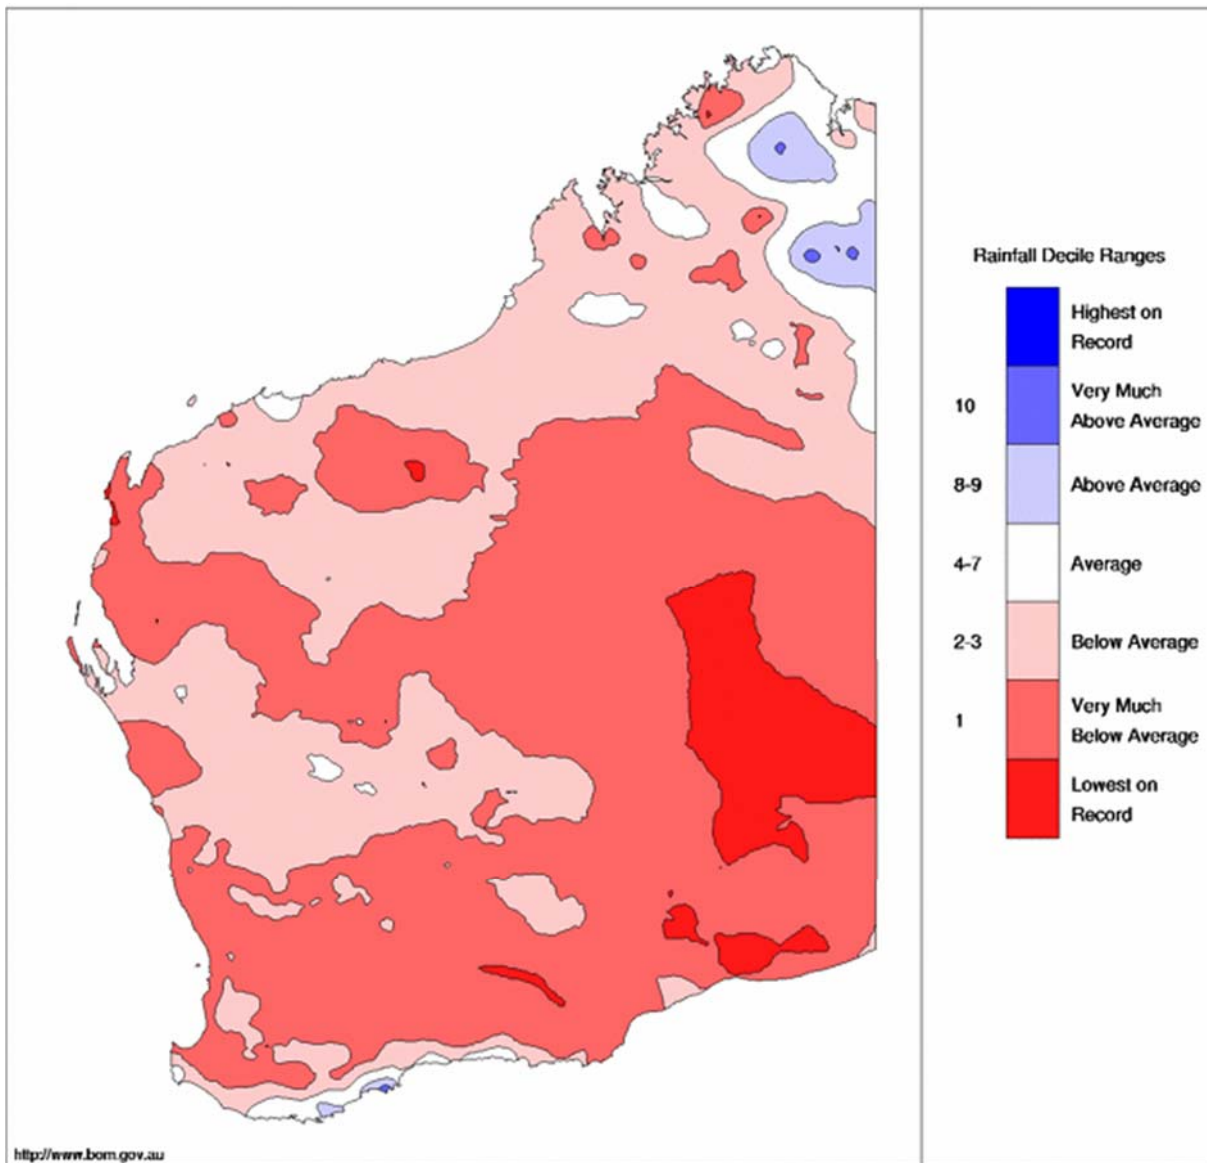 Rainfall Decile Ranges
Highest on
Record
Very Much
10
Above Average
8-9 Above Average
4-7 Average
2-3 Below Average
Very Much
1
Below Average
Lowest on
Record
http://www.bom.gov.au